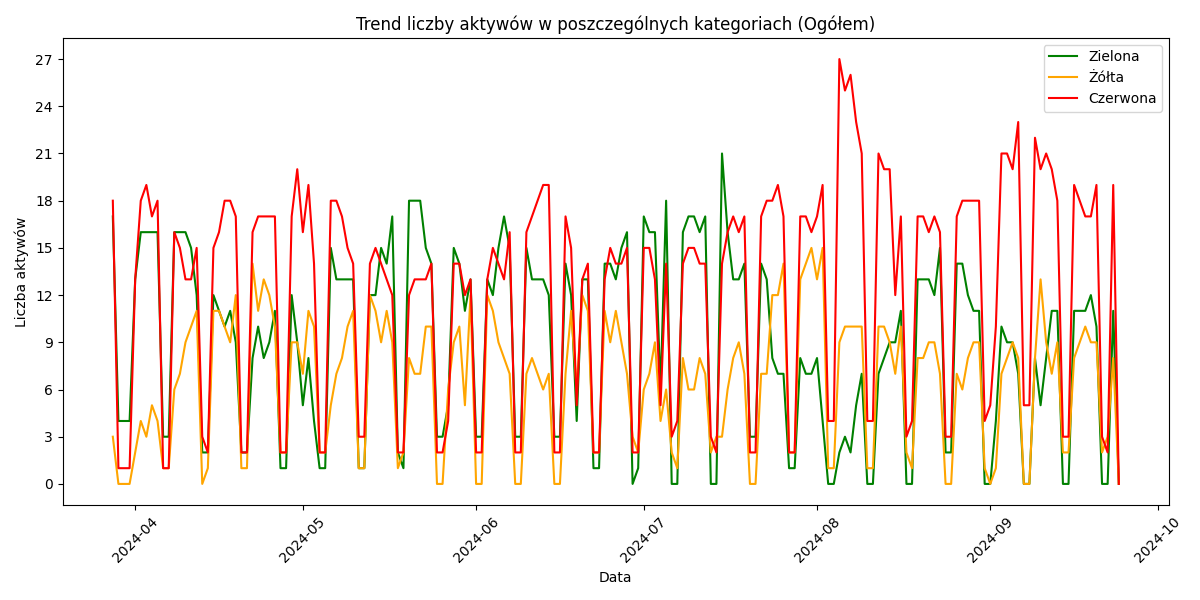 Trend liczby aktywów w poszczególnych kategoriach (Ogółem)
Zielona
Żółta
Czerwona
Liczba aktywów
27
24
21
18
15
12
9
6
3
0
2024-04
2024-05
2024-06
2024-07
2024-08
2024-09
2024-10
Data